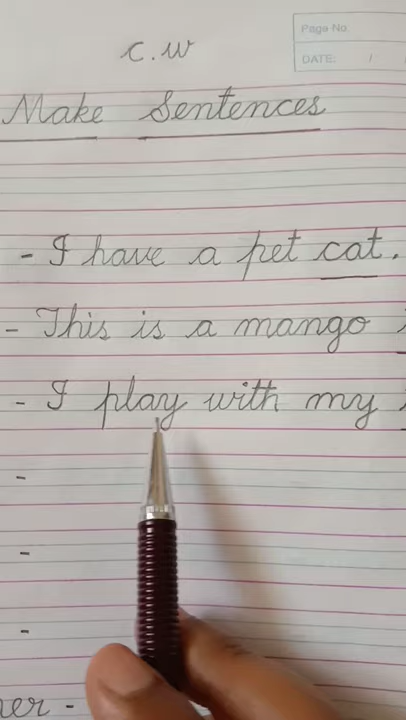 Page No.
c.w
DATE: / /
Make Sentences
- I have a pet cat.
- This is a mango
- I play with my
-
-
-
-